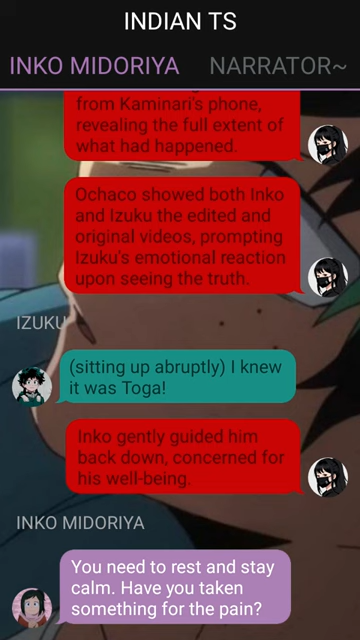 INDIAN TS
INKO MIDORIYA NARRATOR~
from Kaminari's phone,
revealing the full extent of
what had happened.
Ochaco showed both Inko
and Izuku the edited and
original videos, prompting
Izuku's emotional reaction
upon seeing the truth.
IZUKU
(sitting up abruptly) I knew
it was Toga!
Inko gently guided him
back down, concerned for
his well-being.
INKO MIDORIYA
You need to rest and stay
calm. Have you taken
something for the pain?